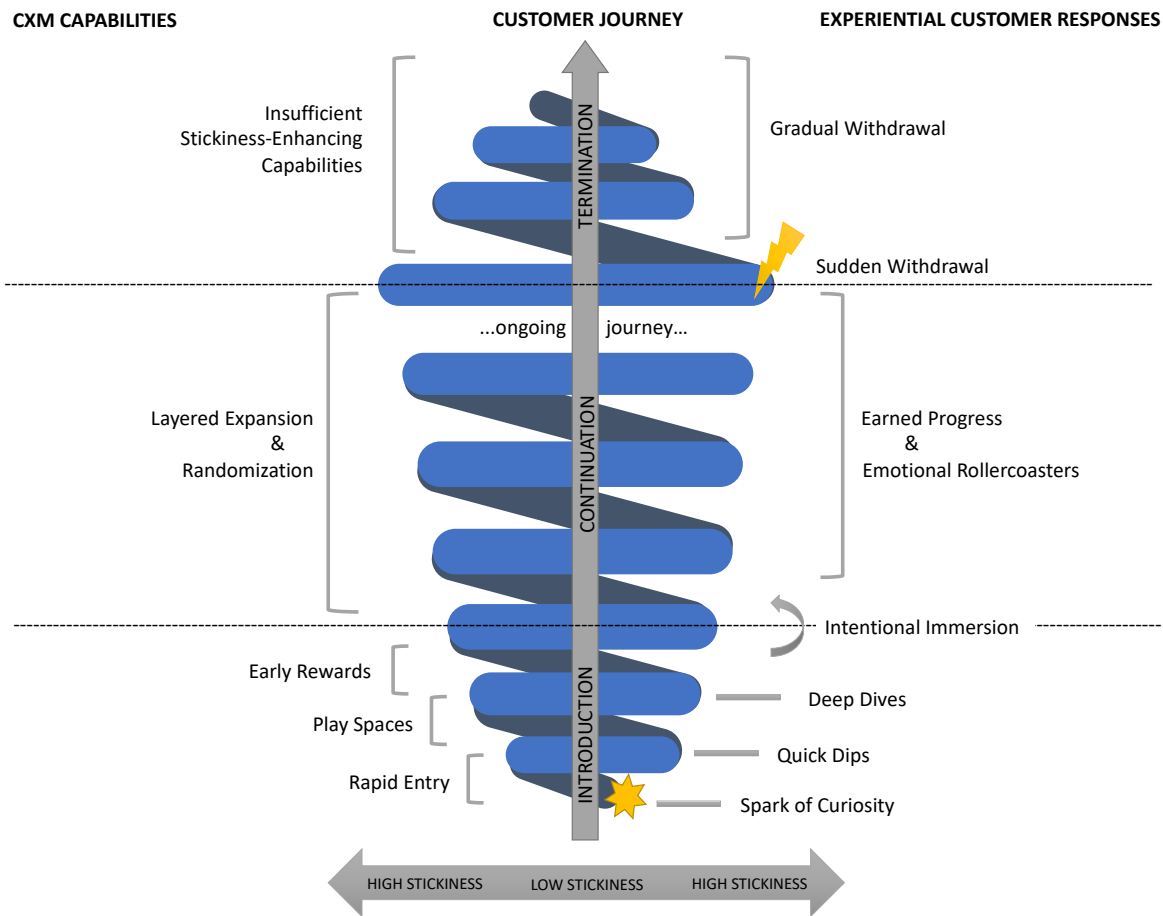 CXM CAPABILITIES
CUSTOMER JOURNEY
EXPERIENTIAL CUSTOMER RESPONSES
Insufficient
Stickiness-Enhancing
Capabilities
TERMINATION
Gradual Withdrawal
Sudden Withdrawal
...ongoing journey...
Layered Expansion
&
Randomization
CONTINUATION
Earned Progress
&
Emotional Rollercoasters
Intentional Immersion
Early Rewards
Play Spaces
Rapid Entry
INTRODUCTION
Deep Dives
Quick Dips
Spark of Curiosity
HIGH STICKINESS
LOW STICKINESS
HIGH STICKINESS